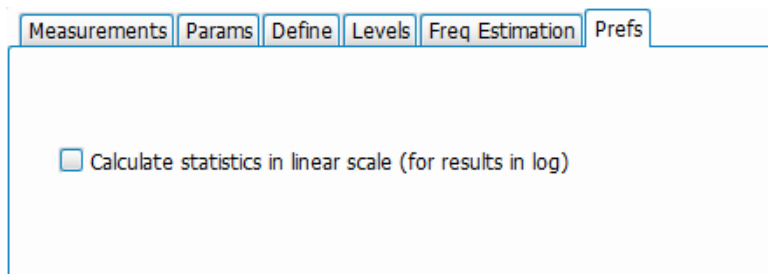 Measurements Params Define Levels Freq Estimation Prefs
Calculate statistics in linear scale (for results in log)